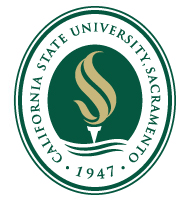 CALIFORNIA STATE UNIVERSITY, SACRAMENTO
· 1947 ·